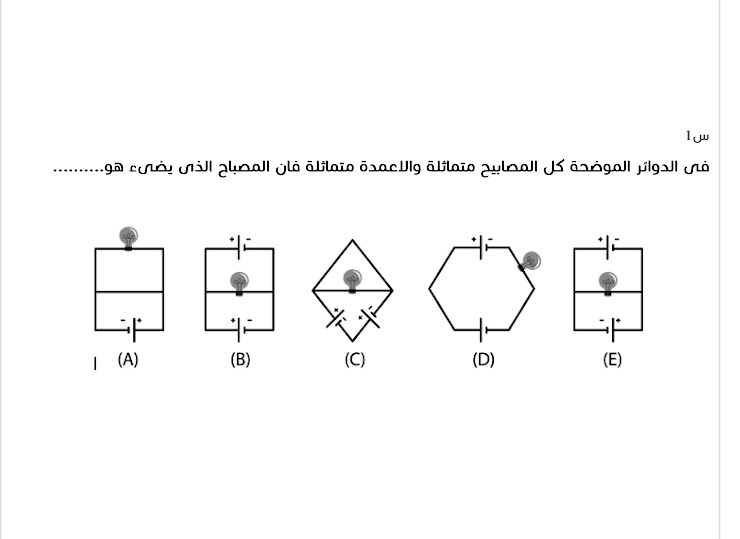 س1
فى الدوائر الموضحة كل المصابيح متماثلة والاعمدة متماثلة فان المصباح الذى يضىء هو..........
+ - + - + - + -
- + + - + - + - - +
(A) (B) (C) (D) (E)